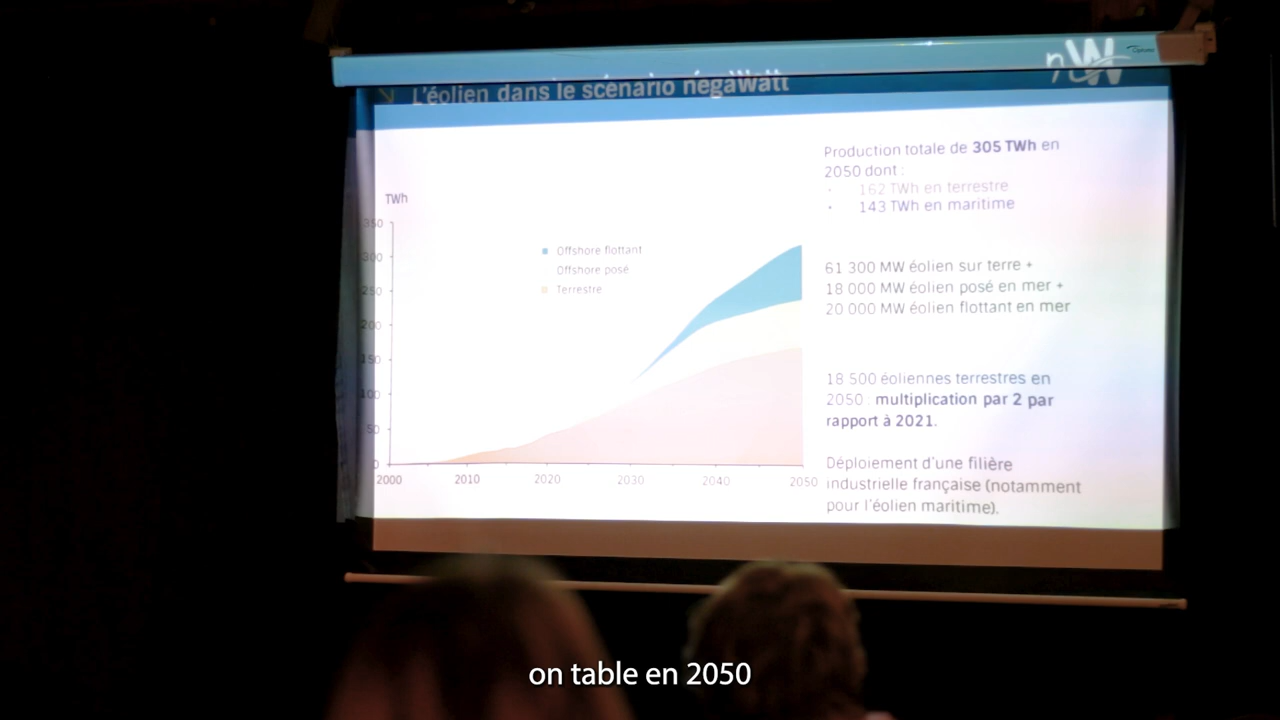 L'éolien dans le scénario négaWatt
nW
Optoma
Production totale de 305 TWh en
2050 dont :
162 TWh en terrestre
143 TWh en maritime
TWh
350
300
250
200
150
100
50
0
Offshore flottant
Offshore posé
Terrestre
2000 2010 2020 2030 2040 2050
61 300 MW éolien sur terre +
18 000 MW éolien posé en mer +
20 000 MW éolien flottant en mer
18 500 éoliennes terrestres en
2050 : multiplication par 2 par
rapport à 2021.
Déploiement d'une filière
industrielle française (notamment
pour l'éolien maritime).
on table en 2050